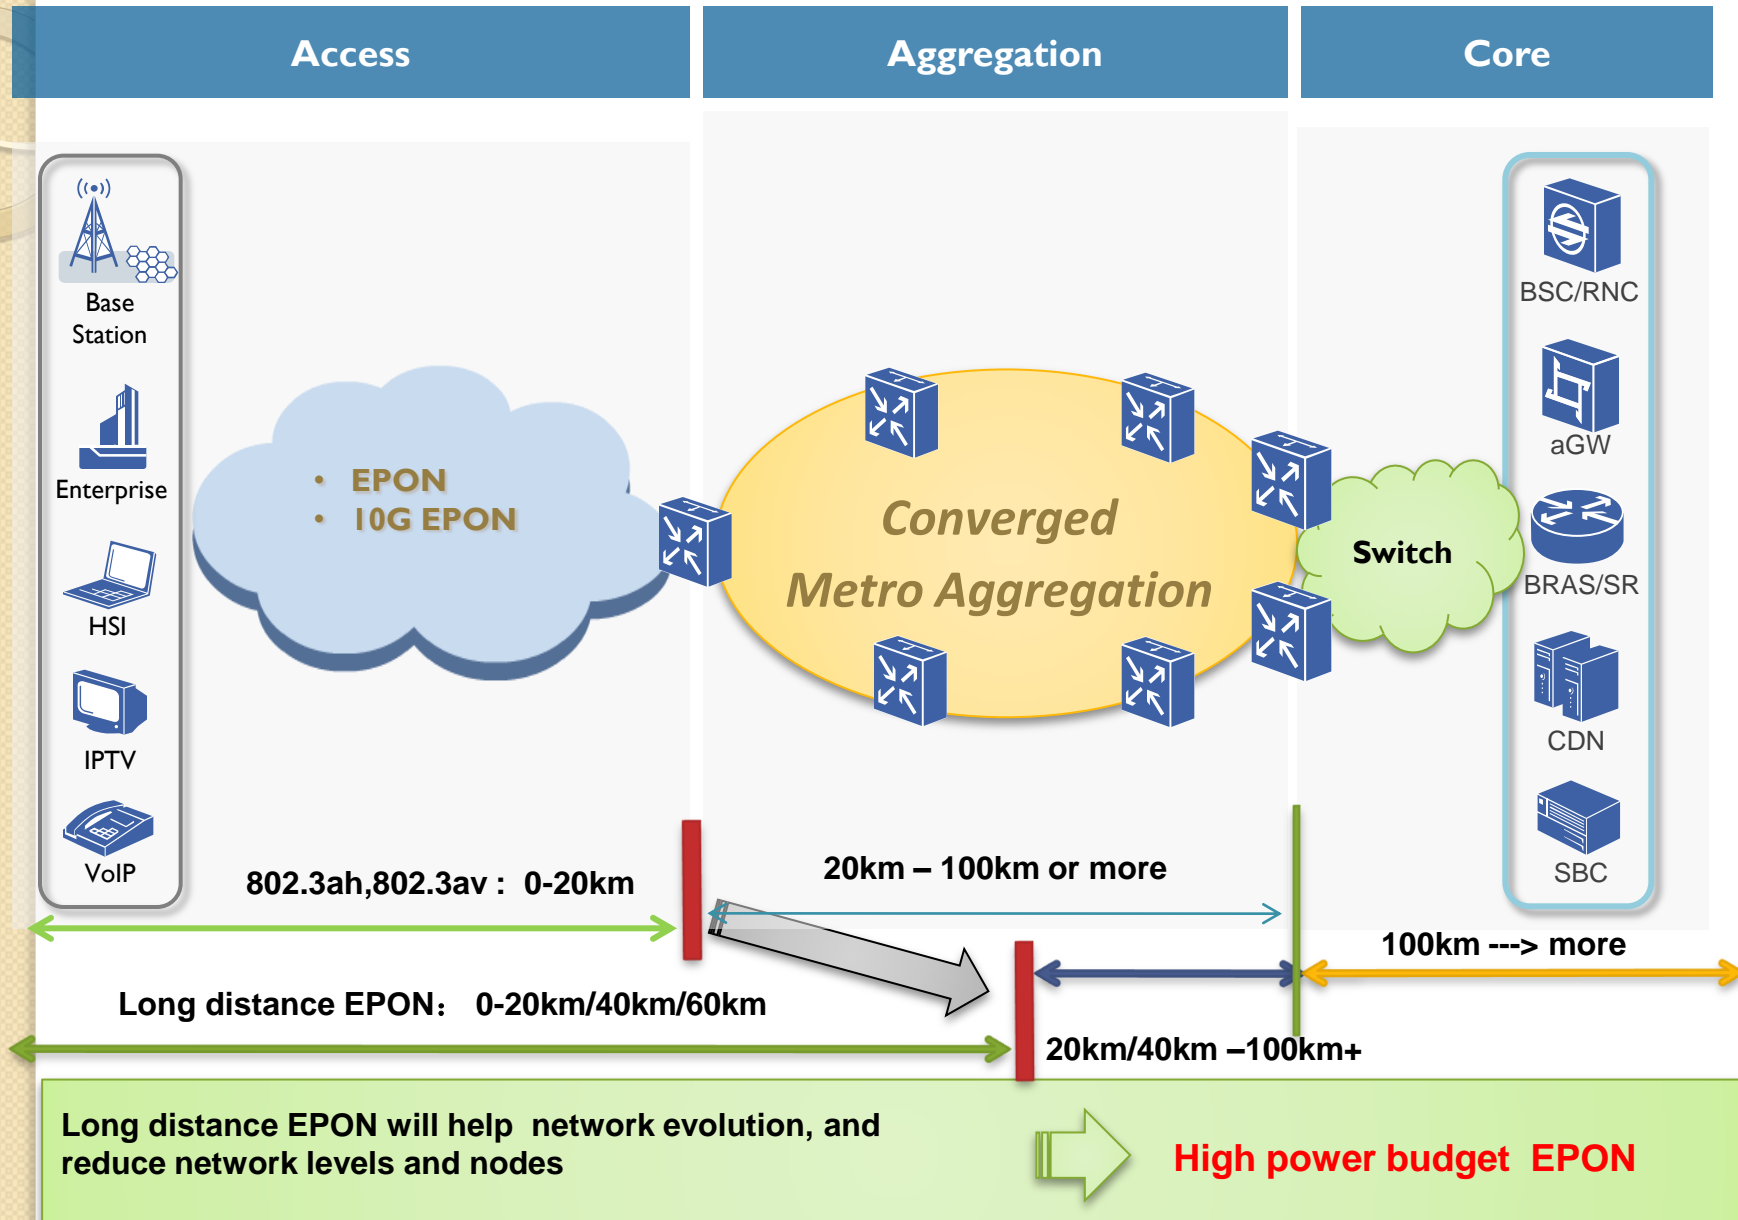 Access
Aggregation
Core
Base
Station
Enterprise
HSI
IPTV
VoIP
• EPON
• 10G EPON
Converged
Metro Aggregation
Switch
BSC/RNC
aGW
BRAS/SR
CDN
SBC
802.3ah,802.3av : 0-20km
20km – 100km or more
100km ---> more
Long distance EPON： 0-20km/40km/60km
20km/40km –100km+
Long distance EPON will help network evolution, and
reduce network levels and nodes
High power budget EPON